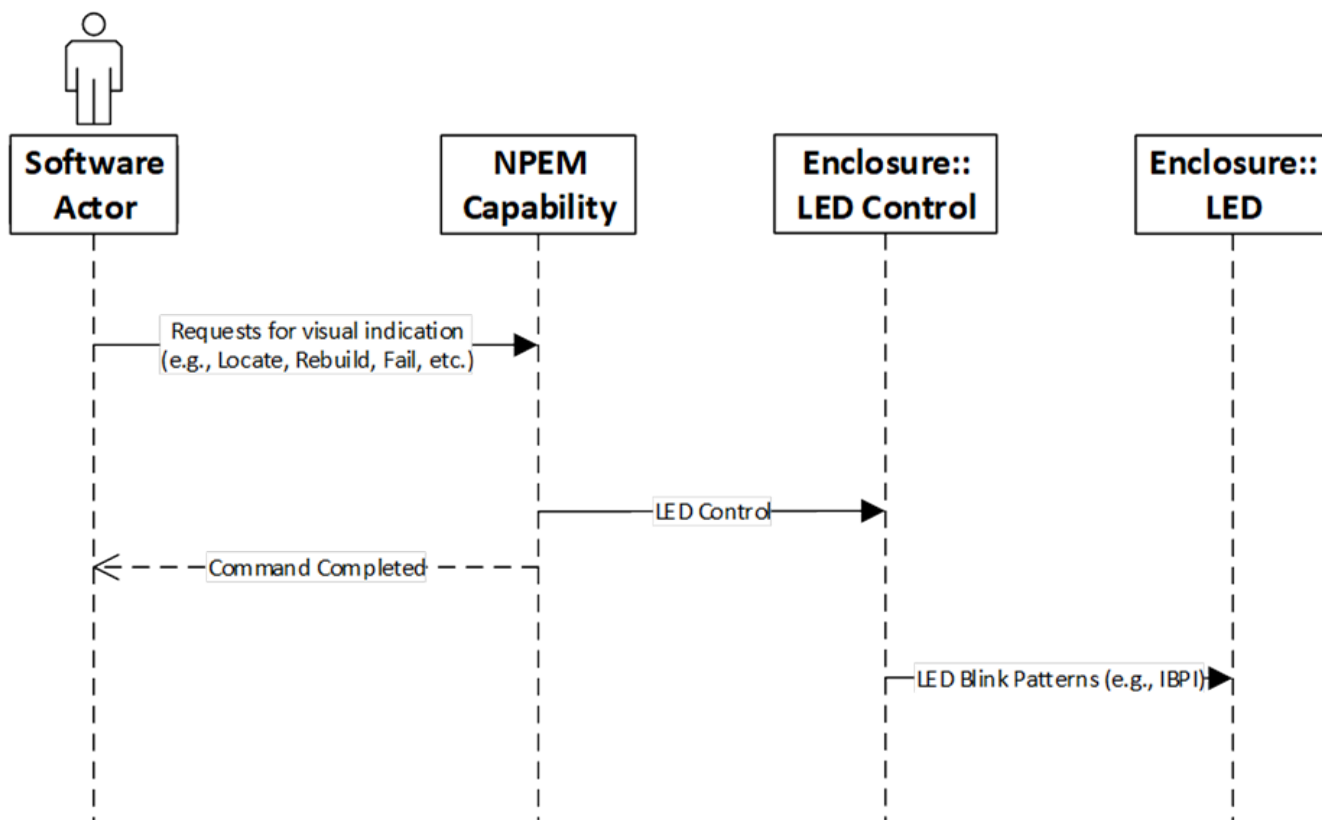 Software
Actor
NPEM
Capability
Enclosure::
LED Control
Enclosure::
LED
Requests for visual indication
(e.g., Locate, Rebuild, Fail, etc.)
LED Control
Command Completed
LED Blink Patterns (e.g., IBPI)